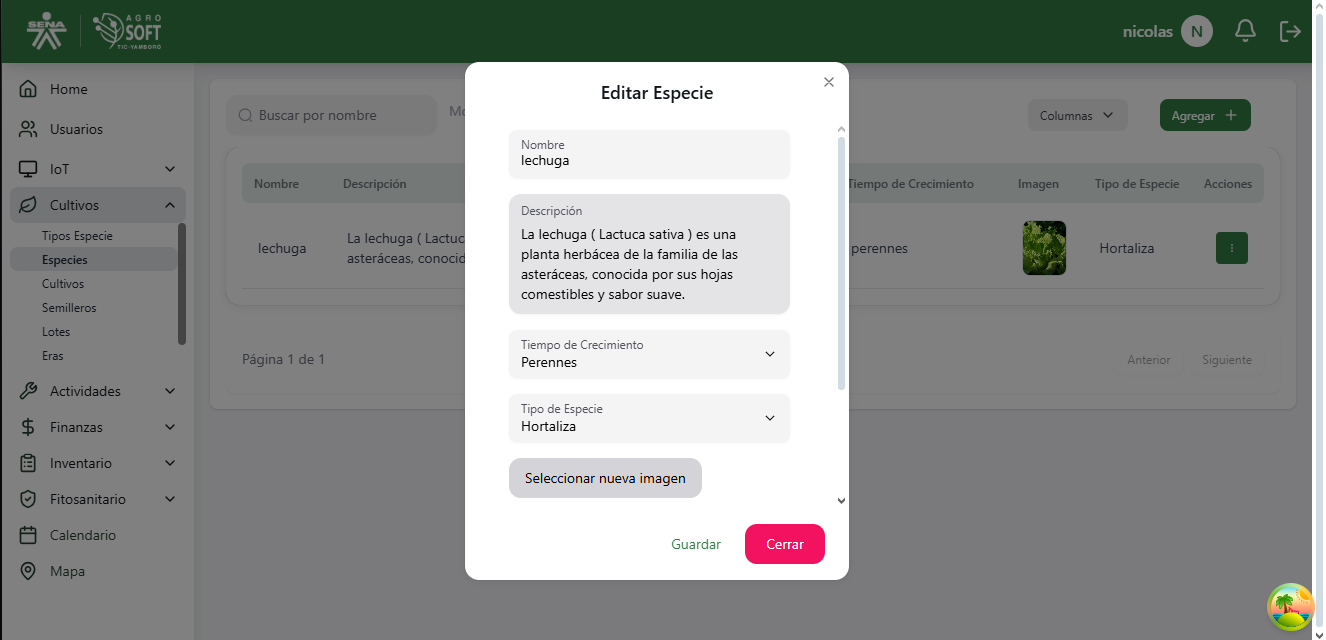 SENA
AGRO
SOFT
TIC-YAMBORÓ
nicolas
N
Home
Usuarios
IoT
Cultivos
Tipos Especie
Especies
Cultivos
Semilleros
Lotes
Eras
Actividades
Finanzas
Inventario
Fitosanitario
Calendario
Mapa
Buscar por nombre
Mo
Columnas
Agregar +
Nombre Descripción Tiempo de Crecimiento Imagen Tipo de Especie Acciones
lechuga
La lechuga ( Lactuc
asteráceas, conocid
perennes
Hortaliza
Página 1 de 1
Anterior Siguiente
Editar Especie
Nombre
lechuga
Descripción
La lechuga ( Lactuca sativa ) es una
planta herbácea de la familia de las
asteráceas, conocida por sus hojas
comestibles y sabor suave.
Tiempo de Crecimiento
Perennes
Tipo de Especie
Hortaliza
Seleccionar nueva imagen
Guardar Cerrar